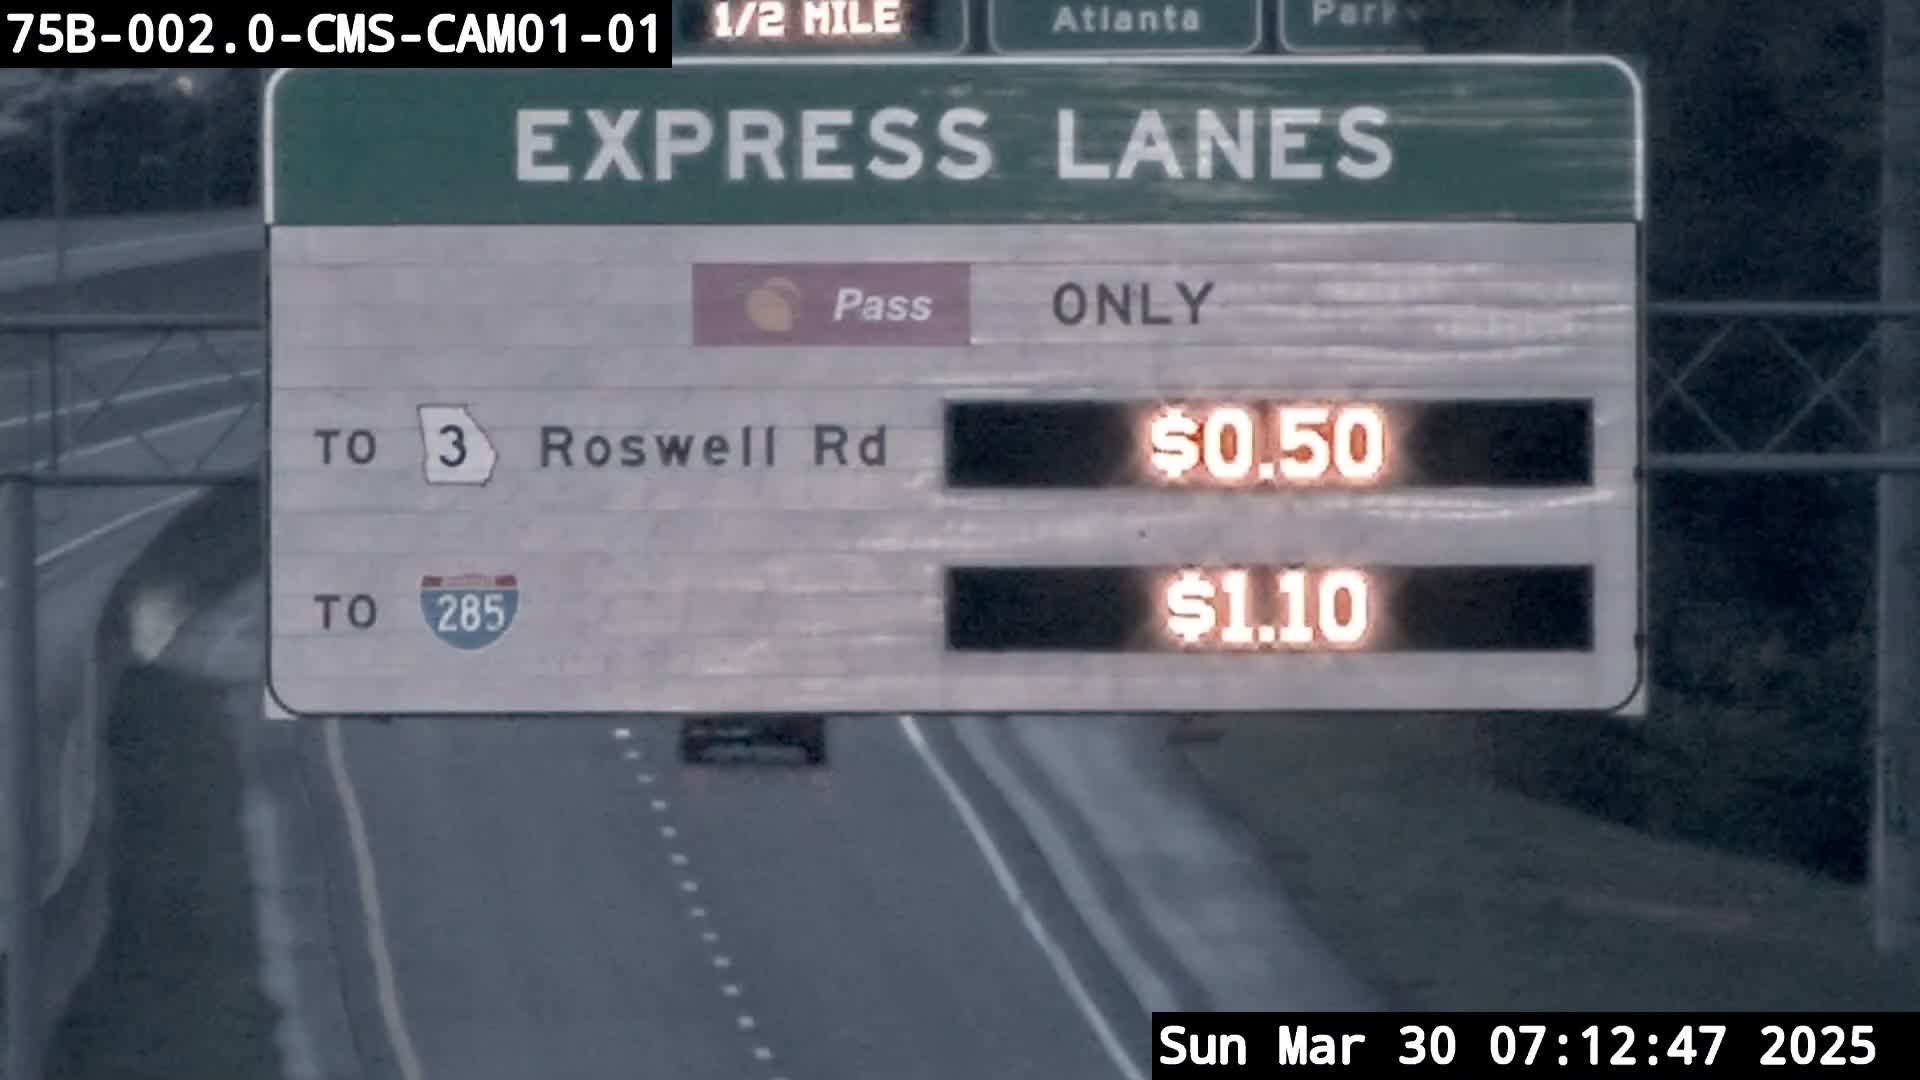 75B-002.0-CMS-CAM01-01
1/2 MILE
Atlanta
EXPRESS LANES
Pass ONLY
TO 3 Roswell Rd $0.50
TO 285 $1.10
Sun Mar 30 07:12:47 2025